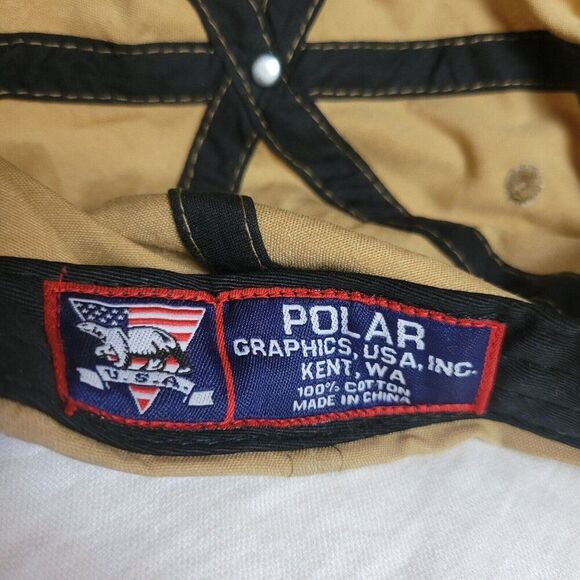 U.S.A
POLAR
GRAPHICS, USA, INC.
KENT, WA
100% COTTON
MADE IN CHINA